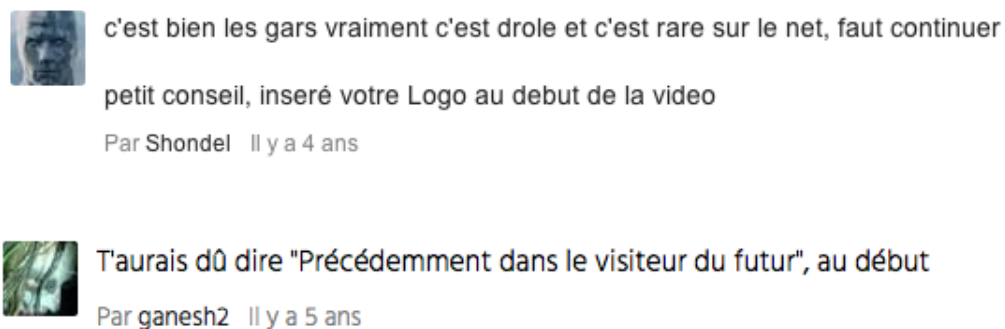 c'est bien les gars vraiment c'est drole et c'est rare sur le net, faut continuer
petit conseil, inseré votre Logo au debut de la video
Par Shondel Il y a 4 ans
T'aurais dû dire "Précédemment dans le visiteur du futur", au début
Par ganesh2 Il y a 5 ans